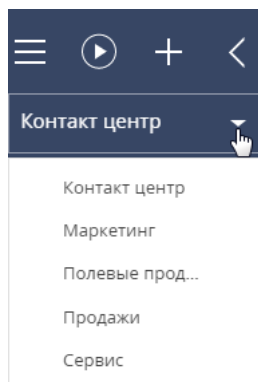 Контакт центр
Контакт центр
Маркетинг
Полевые прод...
Продажи
Сервис